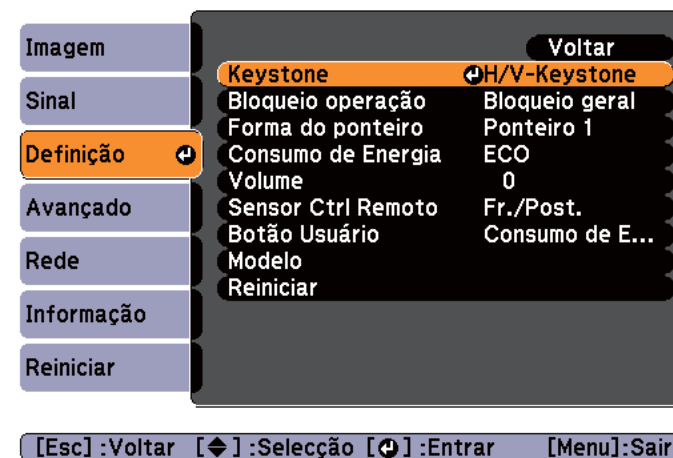 Imagem
Sinal
Definição
Avançado
Rede
Informação
Reiniciar
Voltar
Keystone H/V-Keystone
Bloqueio operação Bloqueio geral
Forma do ponteiro Ponteiro 1
Consumo de Energia ECO
Volume 0
Sensor Ctrl Remoto Fr./Post.
Botão Usuário Consumo de E...
Modelo
Reiniciar
[Esc] :Voltar [◆] :Selecção [⏎] :Entrar [Menu]:Sair